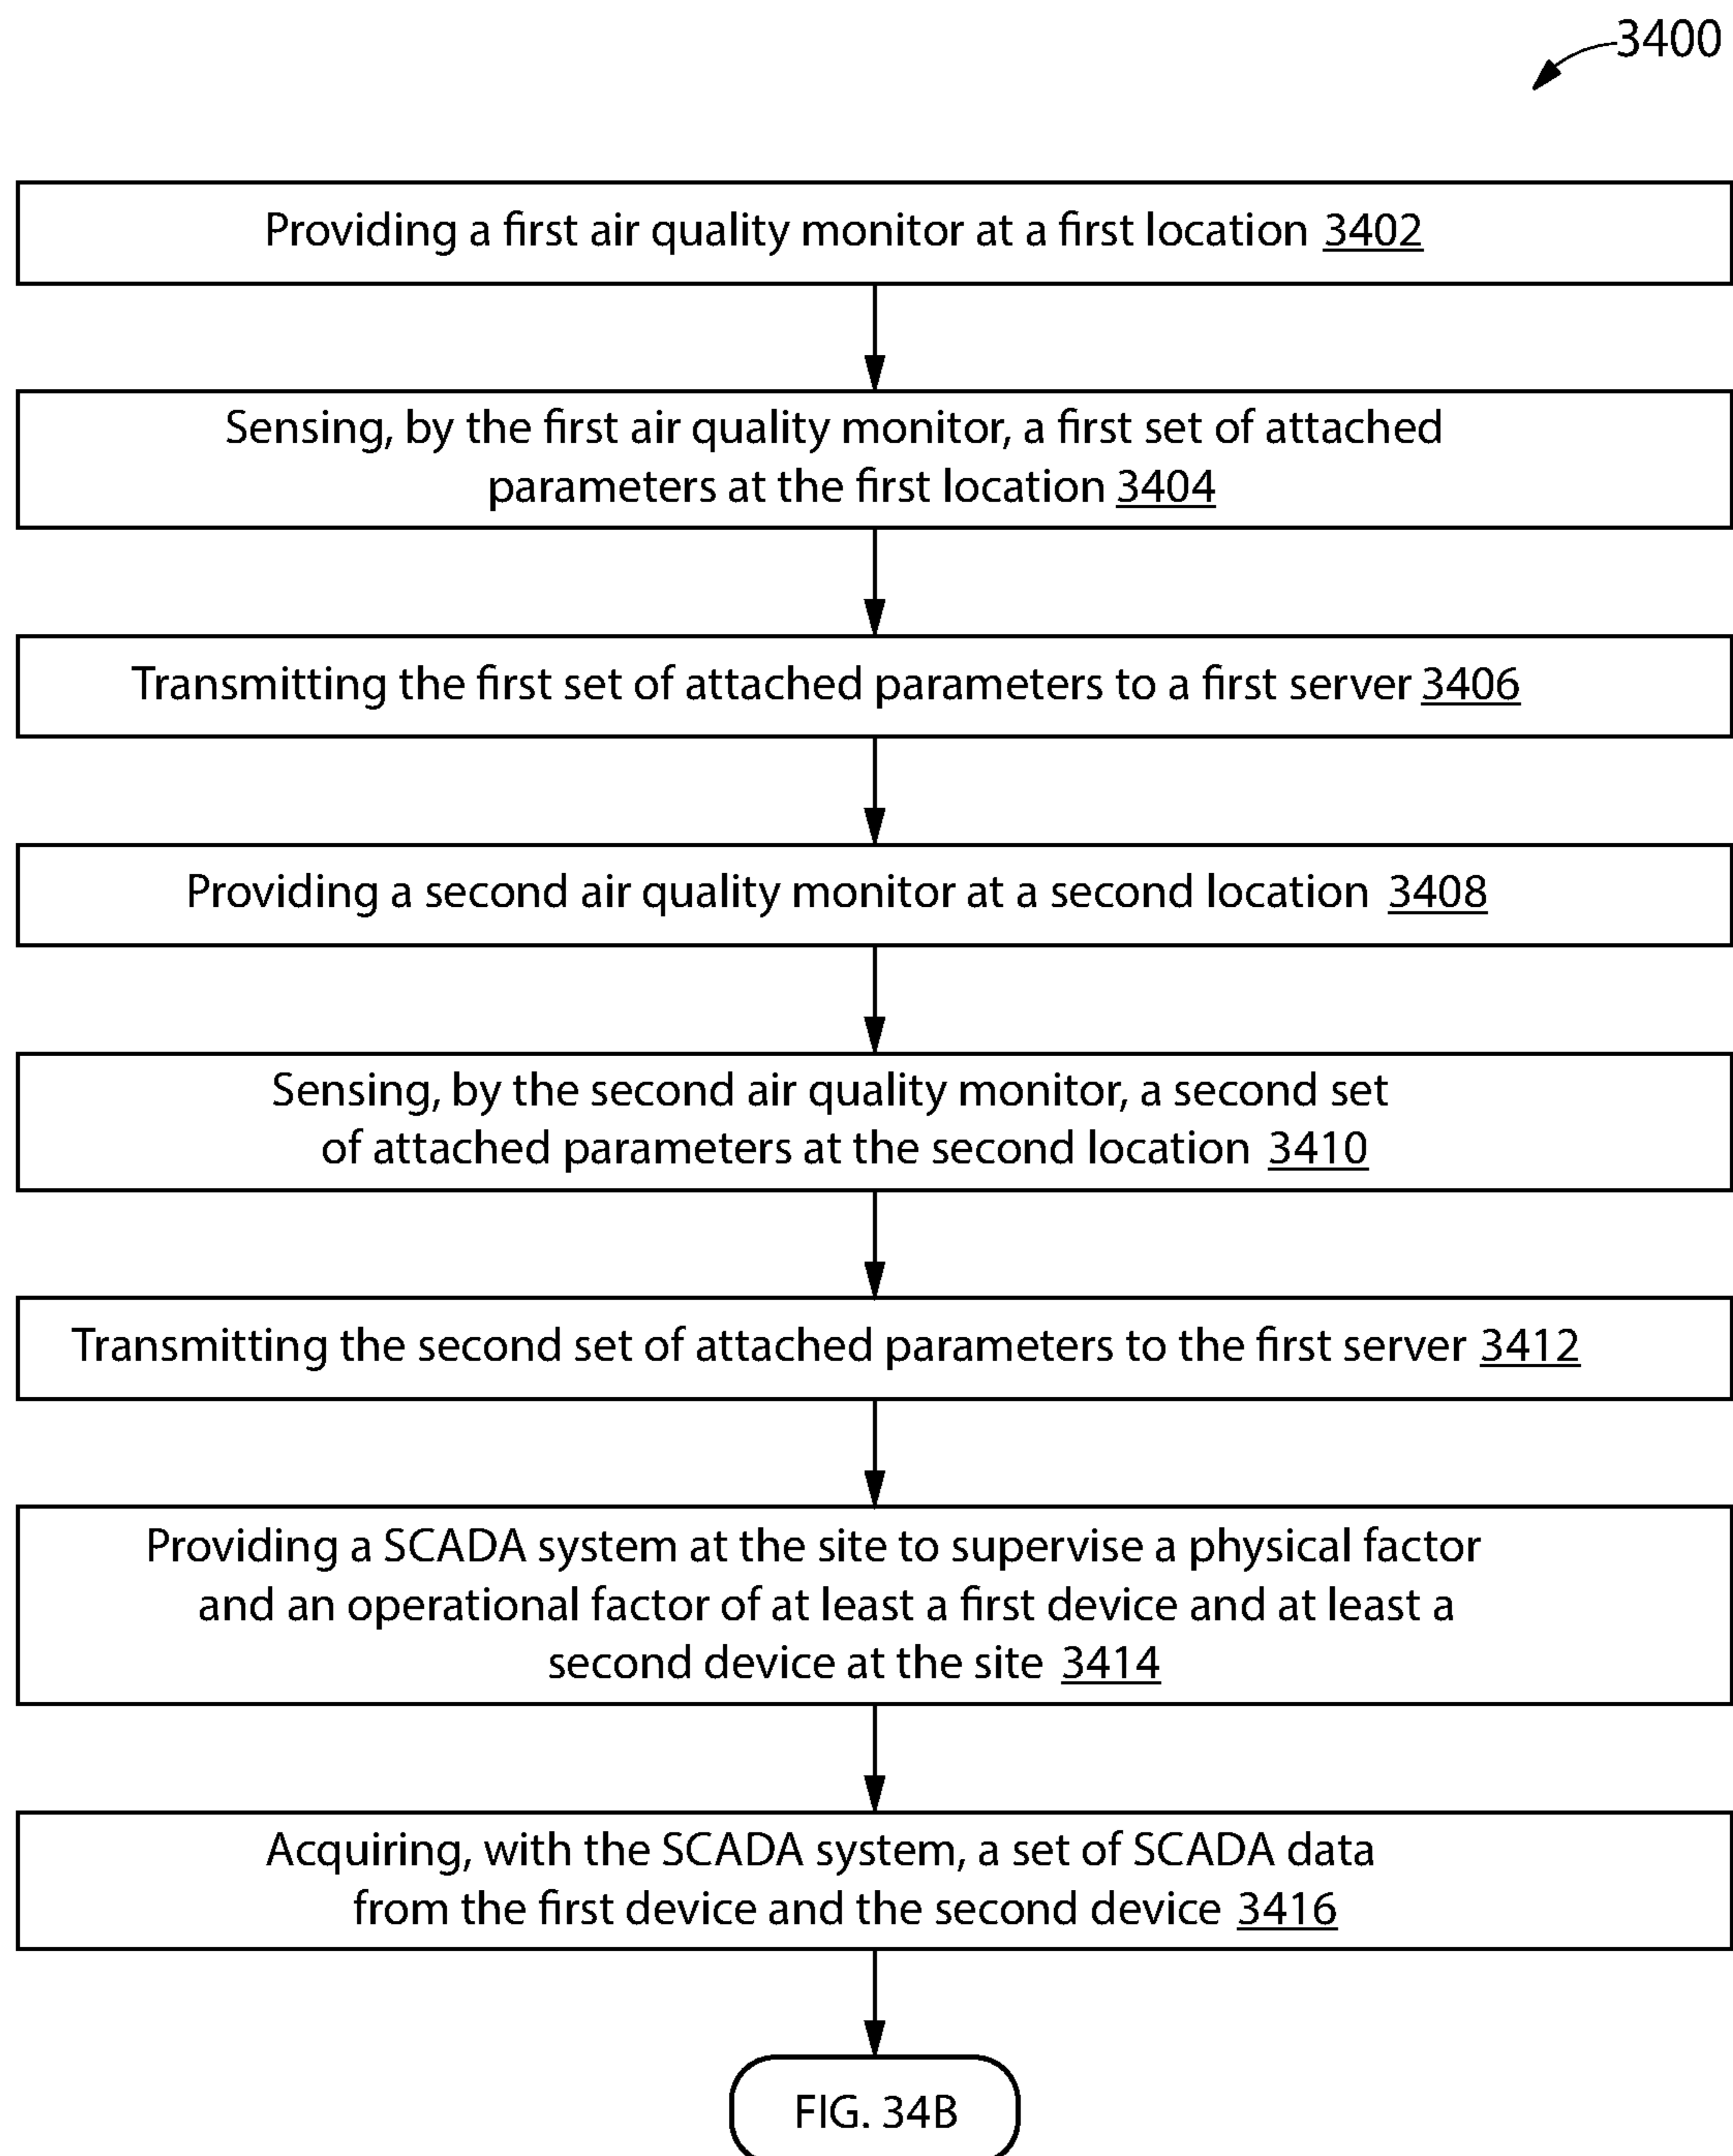 3400
Providing a first air quality monitor at a first location 3402
Sensing, by the first air quality monitor, a first set of attached
parameters at the first location 3404
Transmitting the first set of attached parameters to a first server 3406
Providing a second air quality monitor at a second location 3408
Sensing, by the second air quality monitor, a second set
of attached parameters at the second location 3410
Transmitting the second set of attached parameters to the first server 3412
Providing a SCADA system at the site to supervise a physical factor
and an operational factor of at least a first device and at least a
second device at the site 3414
Acquiring, with the SCADA system, a set of SCADA data
from the first device and the second device 3416
FIG. 34B